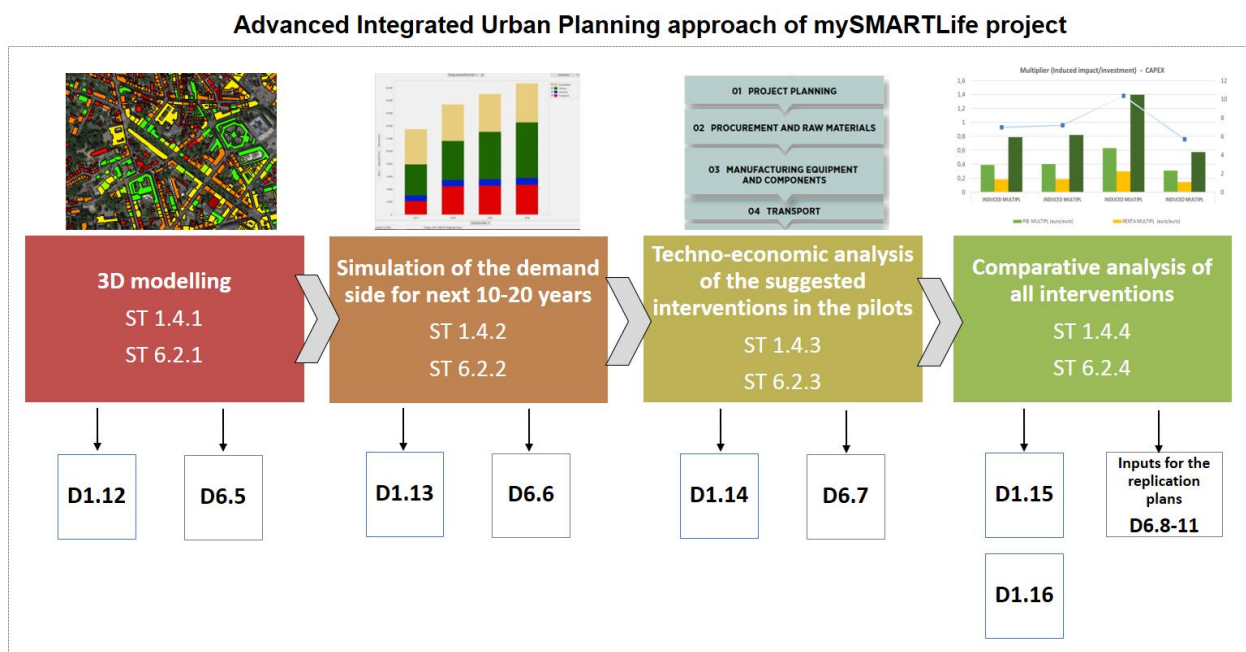 Advanced Integrated Urban Planning approach of mySMARTLife project
01 PROJECT PLANNING
02 PROCUREMENT AND RAW MATERIALS
03 MANUFACTURING EQUIPMENT
AND COMPONENTS
04 TRANSPORT
Multiplier (Induced impact/investment) - CAPEX
1,6
1,4
1,2
1
0,8
0,6
0,4
0,2
0
12
10
8
6
4
2
0
INDUCED MULTIPL
INDUCED MULTIPL
INDUCED MULTIPL
INDUCED MULTIPL
PIB MULTIPL (euro/euro)
RENTA MULTIPL (euro/euro)
3D modelling
ST 1.4.1
ST 6.2.1
Simulation of the demand
side for next 10-20 years
ST 1.4.2
ST 6.2.2
Techno-economic analysis
of the suggested
interventions in the pilots
ST 1.4.3
ST 6.2.3
Comparative analysis of
all interventions
ST 1.4.4
ST 6.2.4
D1.12
D6.5
D1.13
D6.6
D1.14
D6.7
D1.15
Inputs for the
replication
plans
D6.8-11
D1.16